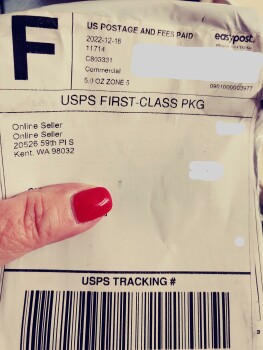 F
US POSTAGE AND FEES PAID
2022-12-16
11714
C803331
Commercial
5.0 OZ ZONE 5
easypost
0901000003977
USPS FIRST-CLASS PKG
Online Seller
Online Seller
20526 59th Pl S
Kent, WA 98032
USPS TRACKING #